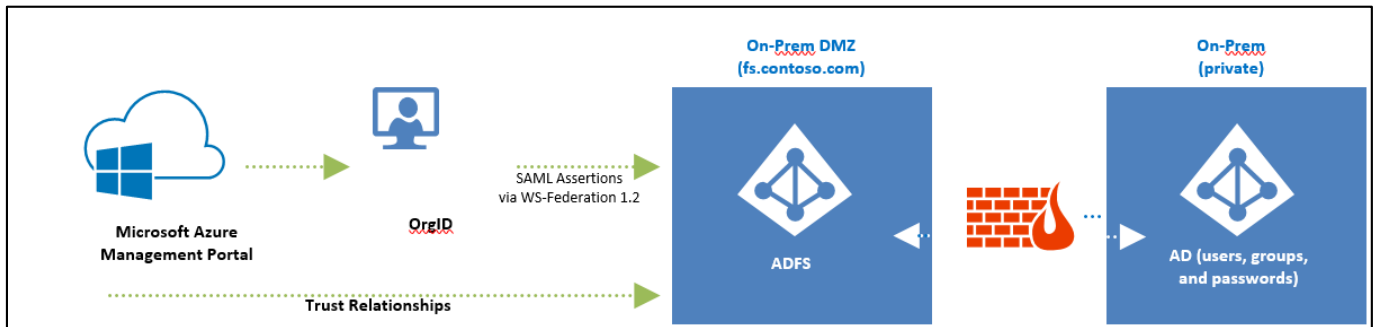 On-Prem DMZ
(fs.contoso.com)
On-Prem
(private)
SAML Assertions
via WS-Federation 1.2
OrgID
Microsoft Azure
Management Portal
ADFS
AD (users, groups,
and passwords)
Trust Relationships